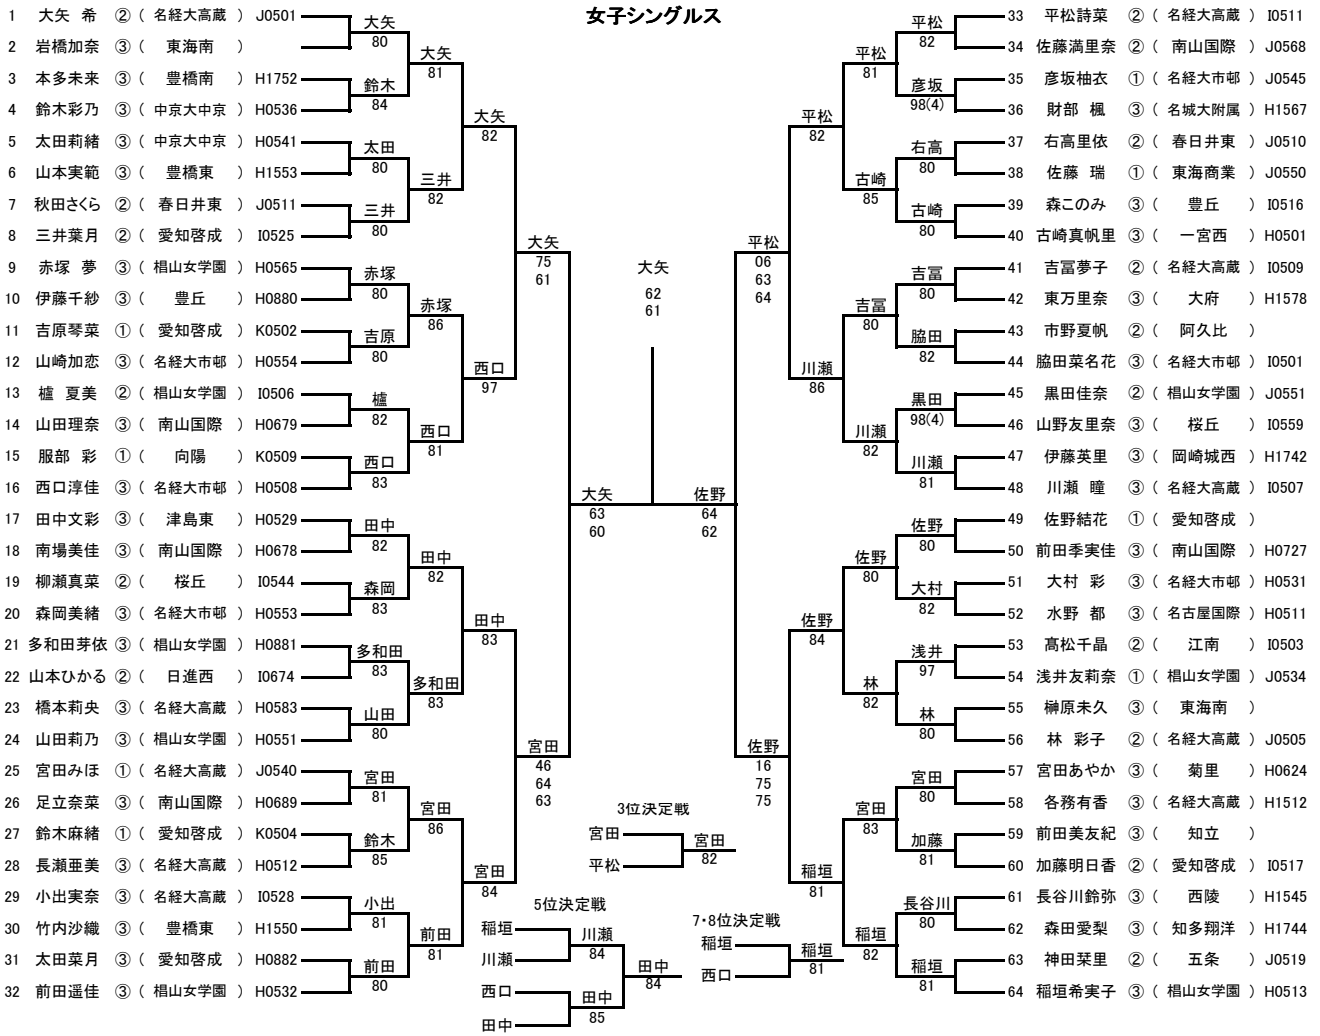 女子シングルス
1 大矢 希 ② ( 名経大高蔵 ) J0501
2 岩橋加奈 ③ ( 東海南 )
3 本多未来 ③ ( 豊橋南 ) H1752
4 鈴木彩乃 ③ ( 中京大中京 ) H0536
5 太田莉緒 ③ ( 中京大中京 ) H0541
6 山本実範 ③ ( 豊橋東 ) H1553
7 秋田さくら ② ( 春日井東 ) J0511
8 三井葉月 ② ( 愛知啓成 ) I0525
9 赤塚 夢 ③ ( 椙山女学園 ) H0565
10 伊藤千紗 ③ ( 豊丘 ) H0880
11 吉原琴菜 ① ( 愛知啓成 ) K0502
12 山崎加恋 ③ ( 名経大市邨 ) H0554
13 櫨 夏美 ② ( 椙山女学園 ) I0506
14 山田理奈 ③ ( 南山国際 ) H0679
15 服部 彩 ① ( 向陽 ) K0509
16 西口淳佳 ③ ( 名経大市邨 ) H0508
17 田中文彩 ③ ( 津島東 ) H0529
18 南場美佳 ③ ( 南山国際 ) H0678
19 柳瀬真菜 ② ( 桜丘 ) I0544
20 森岡美緒 ③ ( 名経大市邨 ) H0553
21 多和田芽依 ③ ( 椙山女学園 ) H0881
22 山本ひかる ② ( 日進西 ) I0674
23 橋本莉央 ③ ( 名経大高蔵 ) H0583
24 山田莉乃 ③ ( 椙山女学園 ) H0551
25 宮田みほ ① ( 名経大高蔵 ) J0540
26 足立奈菜 ③ ( 南山国際 ) H0689
27 鈴木麻緒 ① ( 愛知啓成 ) K0504
28 長瀬亜美 ③ ( 名経大高蔵 ) H0512
29 小出実奈 ③ ( 名経大高蔵 ) I0528
30 竹内沙織 ③ ( 豊橋東 ) H1550
31 太田菜月 ③ ( 愛知啓成 ) H0882
32 前田遥佳 ③ ( 椙山女学園 ) H0532
大矢
80
鈴木
84
太田
80
三井
80
赤塚
80
吉原
80
櫨
82
西口
83
田中
82
森岡
83
多和田
83
山田
80
宮田
81
鈴木
85
小出
81
前田
80
大矢
81
三井
82
赤塚
86
西口
81
田中
82
多和田
83
宮田
86
前田
81
大矢
82
西口
97
田中
83
宮田
84
大矢
75
61
宮田
46
64
63
大矢
63
60
大矢
62
61
佐野
64
62
平松
06
63
64
佐野
16
75
75
平松
82
川瀬
86
佐野
84
稲垣
81
平松
81
古崎
85
吉冨
80
川瀬
82
佐野
80
林
82
宮田
83
稲垣
82
平松
82
彦坂
98(4)
右高
80
古崎
80
吉冨
80
脇田
82
黒田
98(4)
川瀬
81
佐野
80
大村
82
浅井
97
林
80
宮田
80
加藤
81
長谷川
80
稲垣
81
33 平松詩菜 ② ( 名経大高蔵 ) I0511
34 佐藤満里奈 ② ( 南山国際 ) J0568
35 彦坂柚衣 ① ( 名経大市邨 ) J0545
36 財部 楓 ③ ( 名城大附属 ) H1567
37 右高里依 ② ( 春日井東 ) J0510
38 佐藤 瑞 ① ( 東海商業 ) J0550
39 森このみ ③ ( 豊丘 ) I0516
40 古崎真帆里 ③ ( 一宮西 ) H0501
41 吉冨夢子 ② ( 名経大高蔵 ) I0509
42 東万里奈 ③ ( 大府 ) H1578
43 市野夏帆 ② ( 阿久比 )
44 脇田菜名花 ③ ( 名経大市邨 ) I0501
45 黒田佳奈 ② ( 椙山女学園 ) J0551
46 山野友里奈 ③ ( 桜丘 ) I0559
47 伊藤英里 ③ ( 岡崎城西 ) H1742
48 川瀬 瞳 ③ ( 名経大高蔵 ) I0507
49 佐野結花 ① ( 愛知啓成 )
50 前田季実佳 ③ ( 南山国際 ) H0727
51 大村 彩 ③ ( 名経大市邨 ) H0531
52 水野 都 ③ ( 名古屋国際 ) H0511
53 髙松千晶 ② ( 江南 ) I0503
54 浅井友莉奈 ① ( 椙山女学園 ) J0534
55 榊原未久 ③ ( 東海南 )
56 林 彩子 ② ( 名経大高蔵 ) J0505
57 宮田あやか ③ ( 菊里 ) H0624
58 各務有香 ③ ( 名経大高蔵 ) H1512
59 前田美友紀 ③ ( 知立 )
60 加藤明日香 ② ( 愛知啓成 ) I0517
61 長谷川鈴弥 ③ ( 西陵 ) H1545
62 森田愛梨 ③ ( 知多翔洋 ) H1744
63 神田栞里 ② ( 五条 ) J0519
64 稲垣希実子 ③ ( 椙山女学園 ) H0513
3位決定戦
宮田
平松
宮田
82
5位決定戦
稲垣
川瀬
川瀬
84
西口
田中
田中
85
田中
84
7・8位決定戦
稲垣
西口
稲垣
81